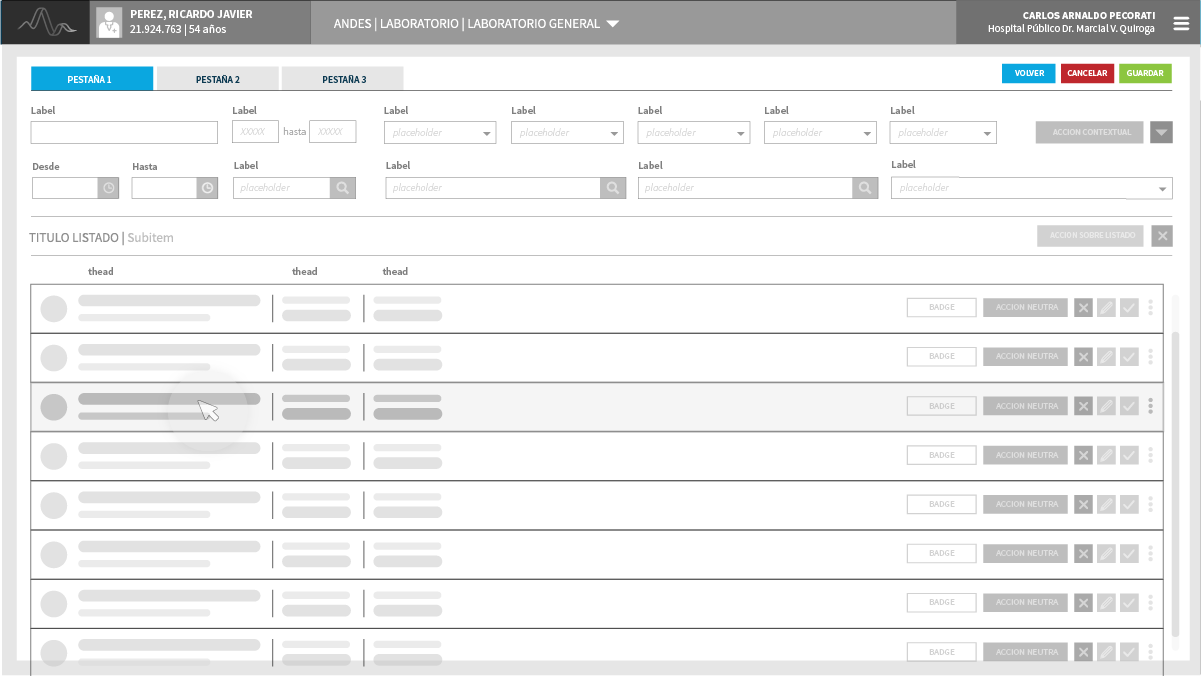 PEREZ, RICARDO JAVIER
21.924.763 | 54 años
ANDES | LABORATORIO | LABORATORIO GENERAL
CARLOS ARNALDO PECORATI
Hospital Público Dr. Marcial V. Quiroga
PESTAÑA 1 PESTAÑA 2 PESTAÑA 3 VOLVER CANCELAR GUARDAR
Label Label Label Label Label Label Label
XXXXX hasta XXXXX placeholder placeholder placeholder placeholder placeholder ACCION CONTEXTUAL
Desde Hasta Label Label Label Label
placeholder placeholder placeholder placeholder
TITULO LISTADO | Subitem ACCION SOBRE LISTADO
thead thead thead
BADGE ACCION NEUTRA
BADGE ACCION NEUTRA
BADGE ACCION NEUTRA
BADGE ACCION NEUTRA
BADGE ACCION NEUTRA
BADGE ACCION NEUTRA
BADGE ACCION NEUTRA
BADGE ACCION NEUTRA